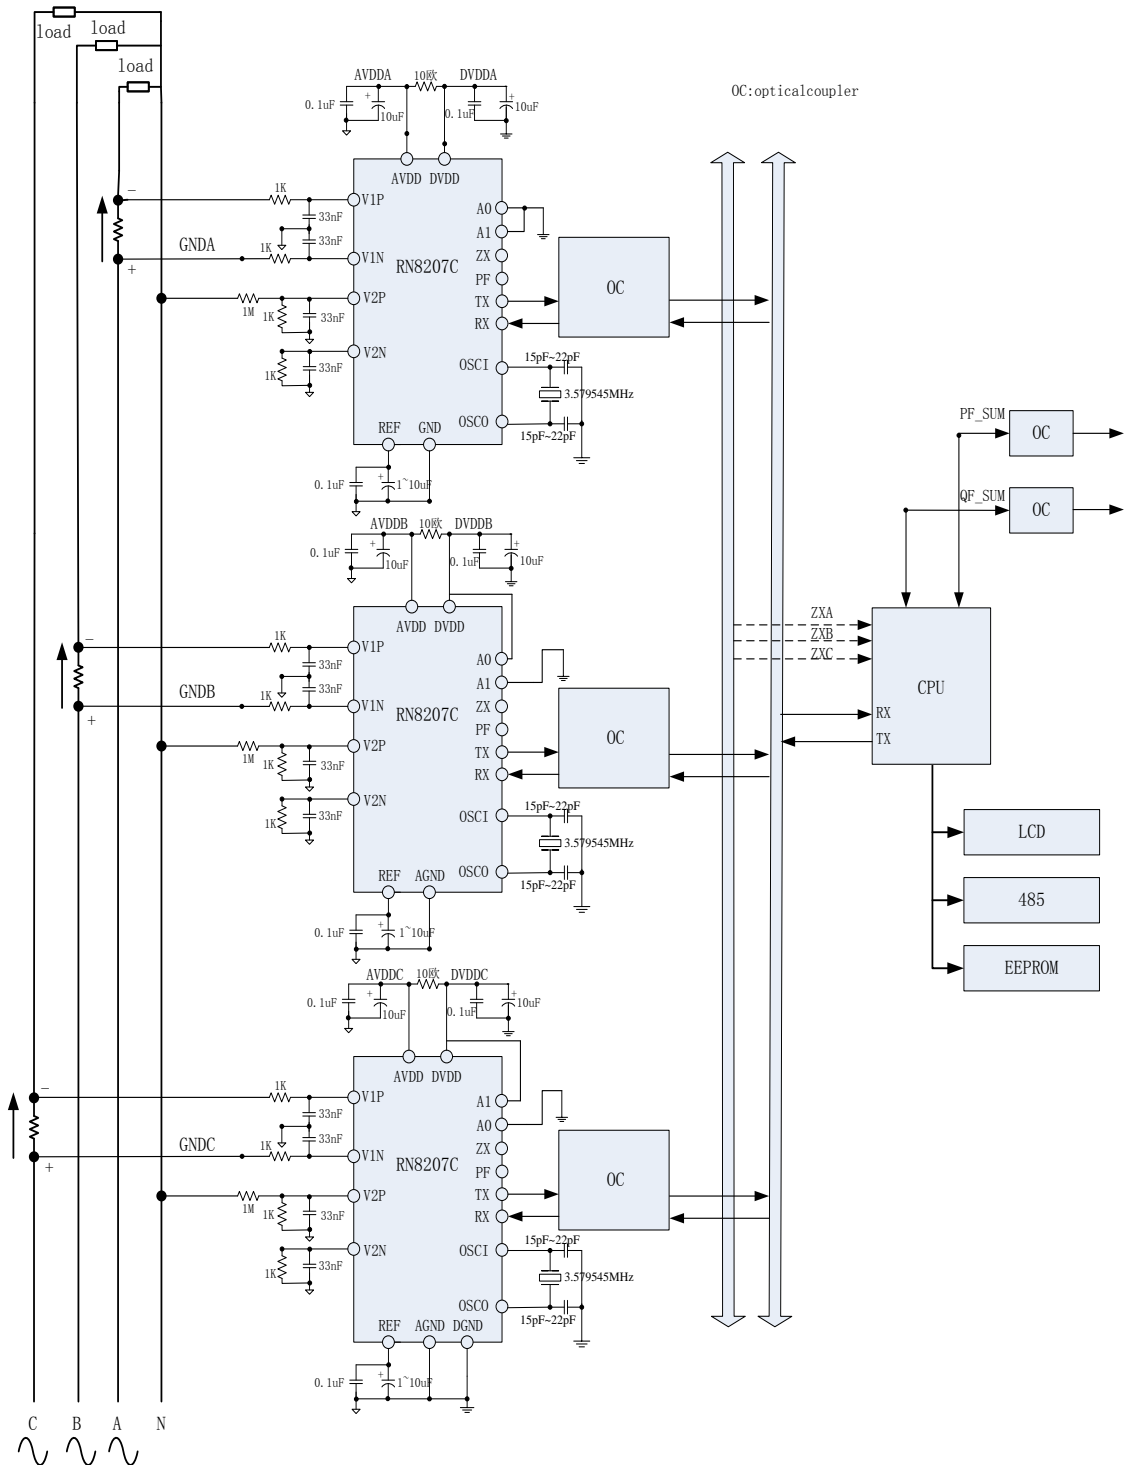 load
load
load
OC:opticalcoupler
AVDDA
10欧
DVDDA
0.1uF
+
10uF
0.1uF
+
10uF
AVDD
DVDD
−
1K
V1P
33nF
A0
33nF
A1
GNDA
1K
V1N
ZX
+
RN8207C
PF
OC
V2P
TX
1M
1K
33nF
RX
V2N
15pF~22pF
OSCI
1K
33nF
3.579545MHz
OSCO
15pF~22pF
REF
GND
0.1uF
+
1~10uF
PF_SUM
OC
QF_SUM
OC
AVDDB
10欧
DVDDB
0.1uF
+
10uF
0.1uF
+
10uF
AVDD
DVDD
ZXA
ZXB
ZXC
CPU
RX
TX
−
1K
V1P
33nF
A0
33nF
A1
GNDB
1K
V1N
ZX
+
RN8207C
PF
OC
V2P
TX
1M
1K
33nF
RX
V2N
15pF~22pF
OSCI
1K
33nF
3.579545MHz
OSCO
15pF~22pF
REF
AGND
0.1uF
+
1~10uF
LCD
485
EEPROM
AVDDC
10欧
DVDDC
0.1uF
+
10uF
0.1uF
+
10uF
AVDD
DVDD
−
1K
V1P
33nF
A1
33nF
A0
GNDC
1K
V1N
ZX
+
RN8207C
PF
OC
V2P
TX
1M
1K
33nF
RX
V2N
15pF~22pF
OSCI
1K
33nF
3.579545MHz
OSCO
15pF~22pF
REF
AGND
DGND
0.1uF
+
1~10uF
C
B
A
N